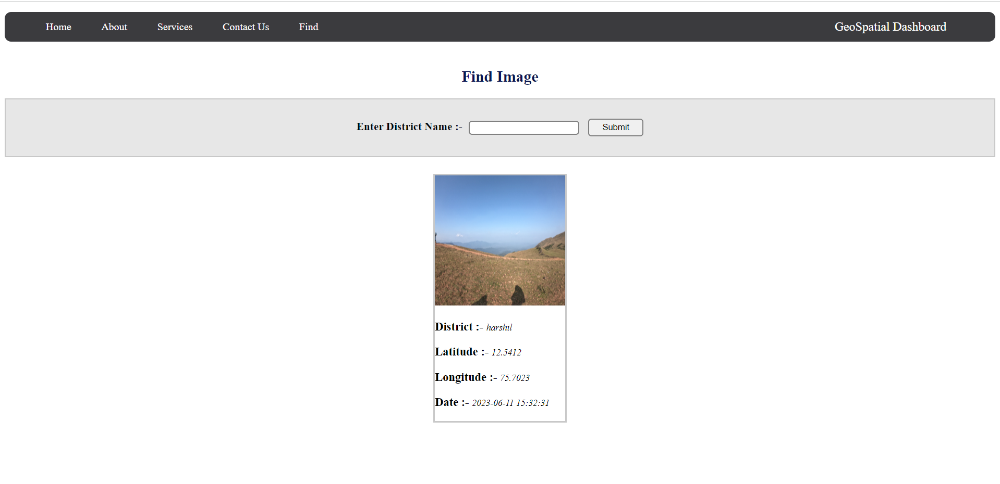 Home About Services Contact Us Find GeoSpatial Dashboard
Find Image
Enter District Name :- Submit
District :- harshil
Latitude :- 12.5412
Longitude :- 75.7023
Date :- 2023-06-11 15:32:31